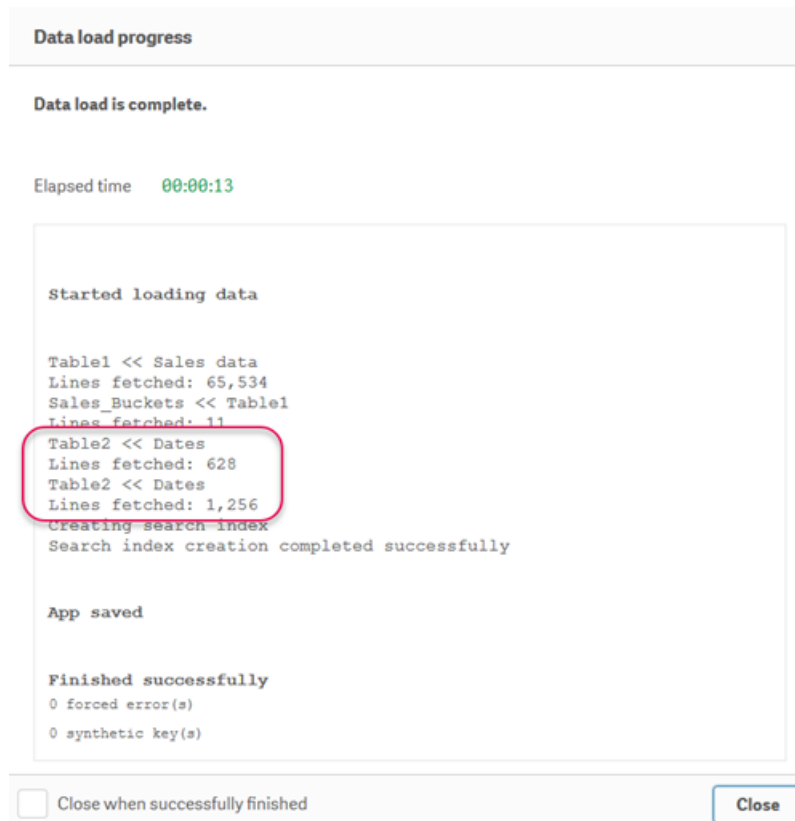 Data load progress
Data load is complete.
Elapsed time 00:00:13
Started loading data
Table1 << Sales data
Lines fetched: 65,534
Sales_Buckets << Table1
Lines fetched: 11
Table2 << Dates
Lines fetched: 628
Table2 << Dates
Lines fetched: 1,256
Creating search index
Search index creation completed successfully
App saved
Finished successfully
0 forced error(s)
0 synthetic key(s)
Close when successfully finished Close